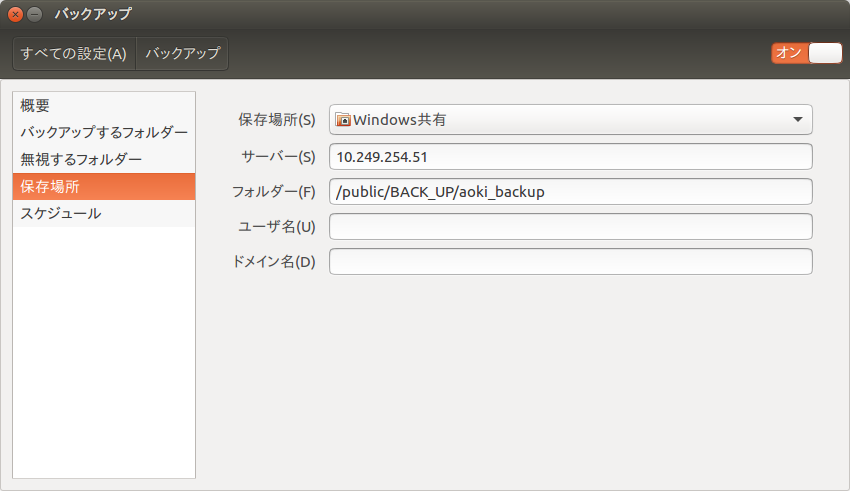 バックアップ
すべての設定(A) バックアップ オン
概要
バックアップするフォルダー
無視するフォルダー
保存場所
スケジュール
保存場所(S) Windows共有
サーバー(S) 10.249.254.51
フォルダー(F) /public/BACK_UP/aoki_backup
ユーザ名(U)
ドメイン名(D)